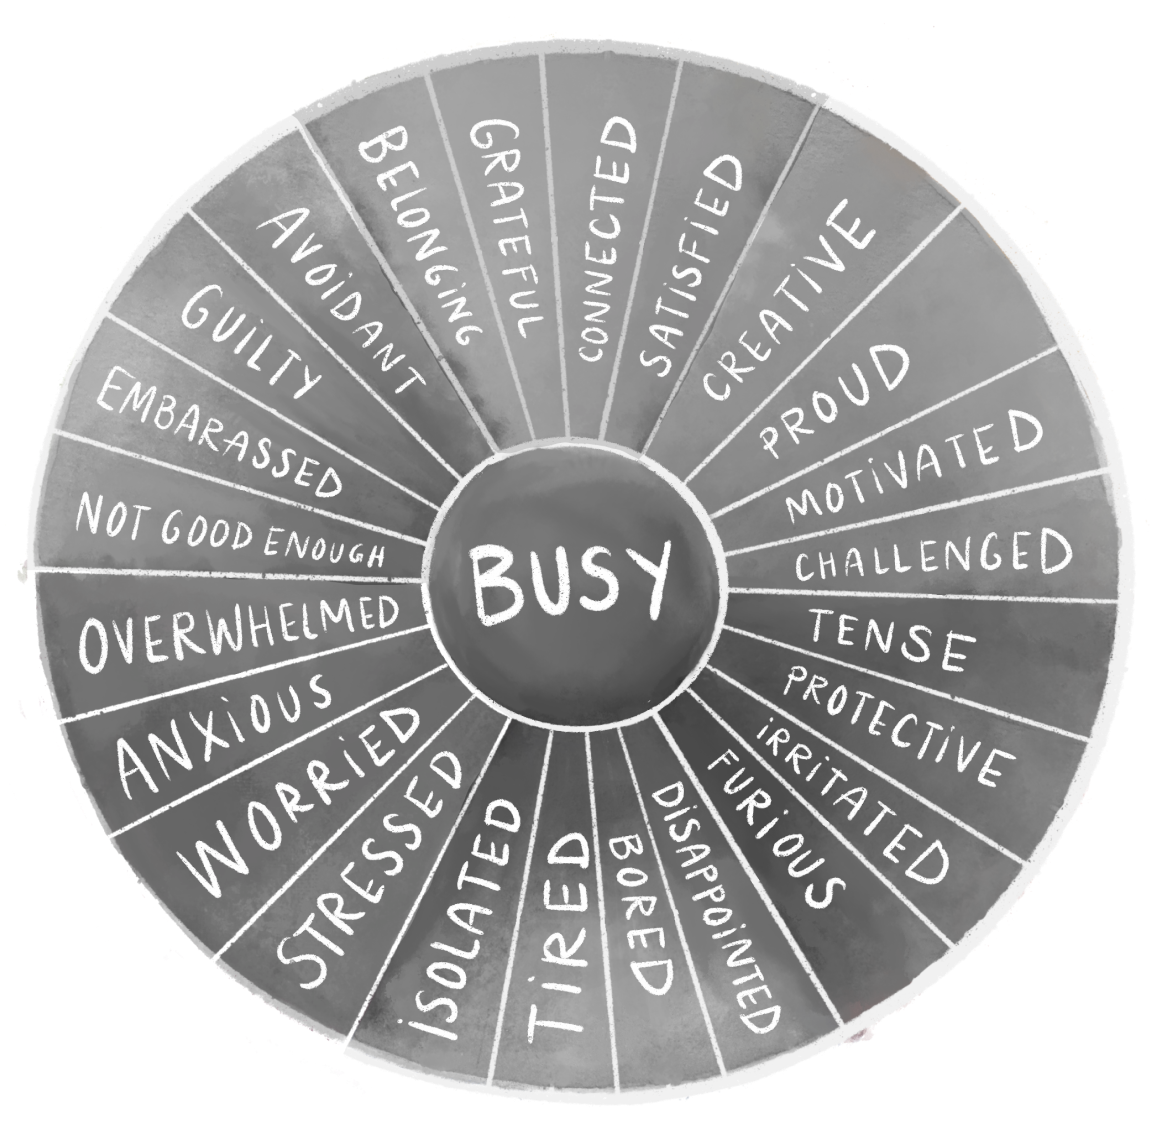 BUSY
CONNECTED
SATiSFiED
CREATiVE
PROUD
MOTiVATED
CHALLENGED
TENSE
PROTECTiVE
iRRiTATED
FURiOUS
DiSAPPOiNTED
BORED
TiRED
iSOLATED
STRESSED
WORRiED
ANXiOUS
OVERWHELMED
NOT GOOD ENOUGH
EMBARASSED
GUiLTY
AVOiDANT
BELONGiNG
GRATEFUL